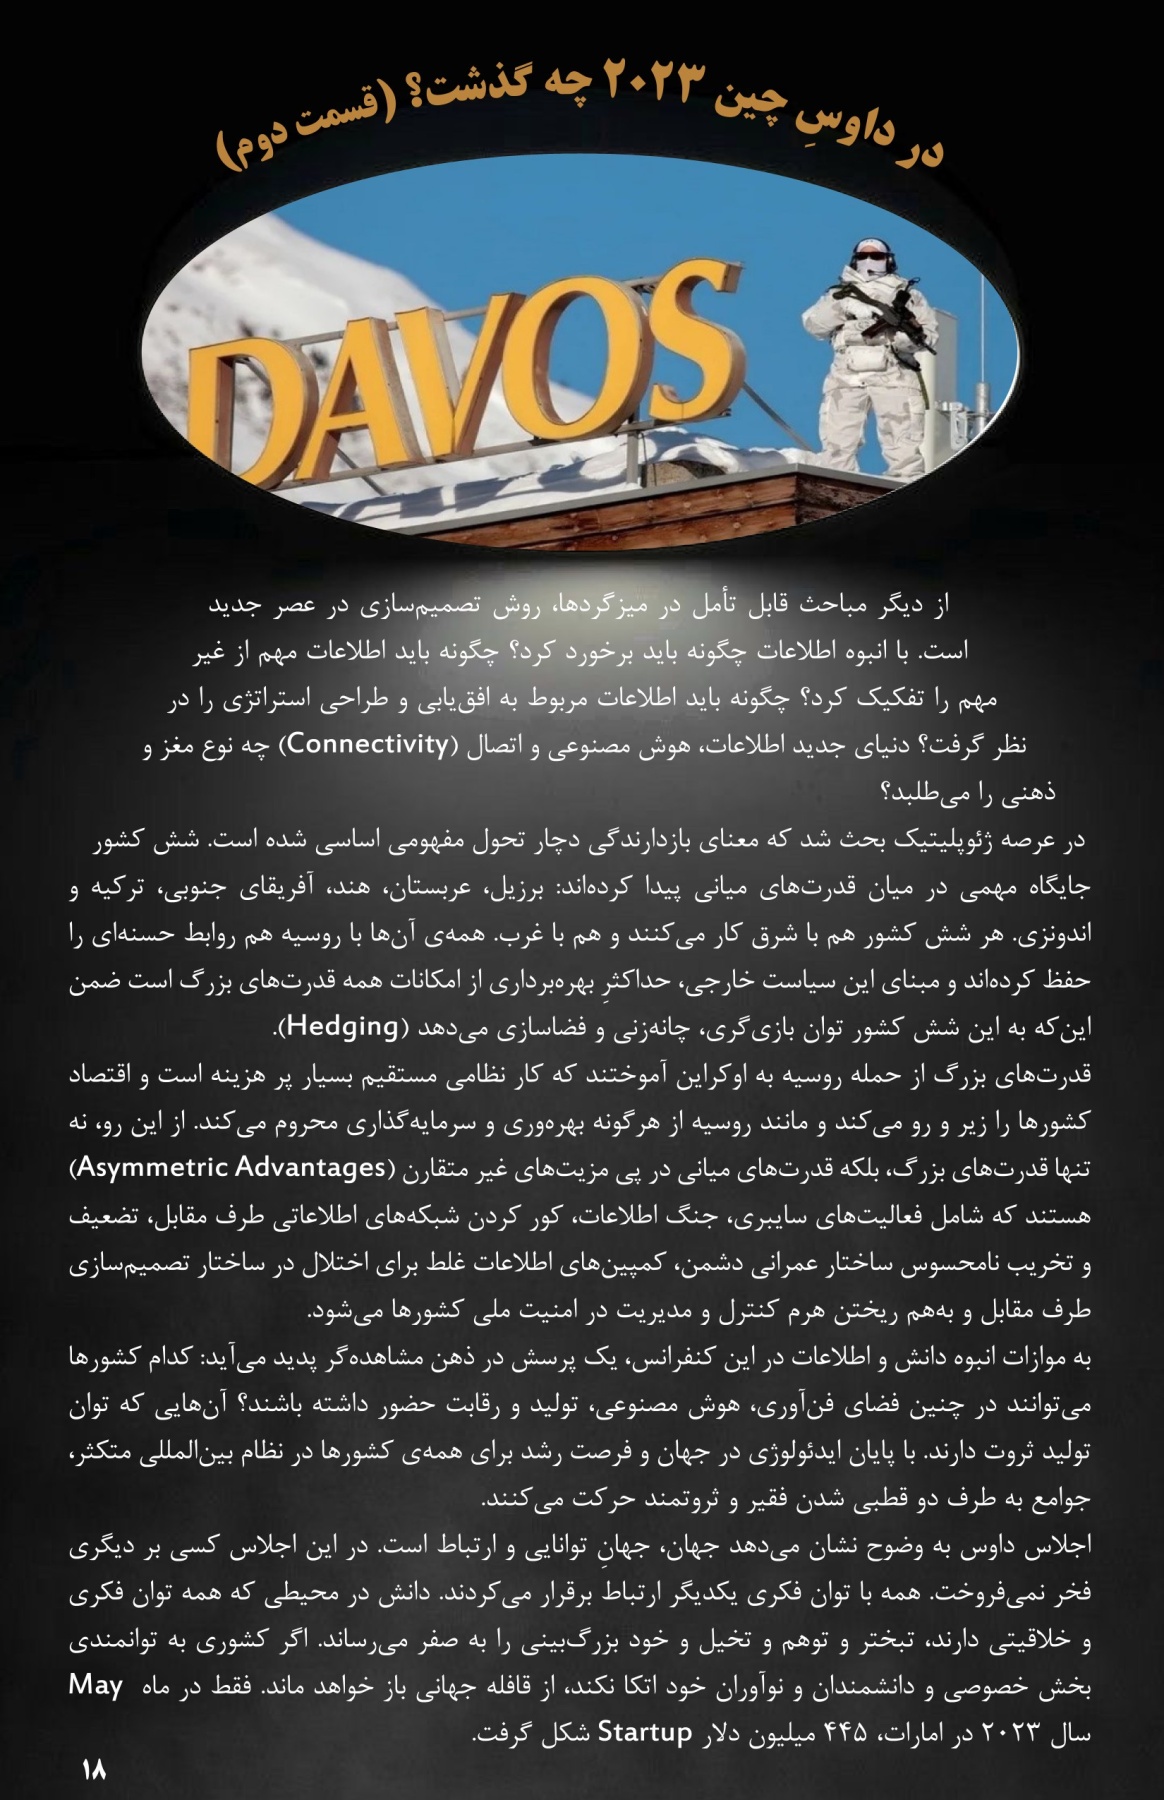 در داوسِ چین ۲۰۲۳ چه گذشت؟ (قسمت دوم)
DAVOS
از دیگر مباحث قابل تأمل در میزگردها، روش تصمیم‌سازی در عصر جدید
است. با انبوه اطلاعات چگونه باید برخورد کرد؟ چگونه باید اطلاعات مهم از غیر
مهم را تفکیک کرد؟ چگونه باید اطلاعات مربوط به افق‌یابی و طراحی استراتژی را در
نظر گرفت؟ دنیای جدید اطلاعات، هوش مصنوعی و اتصال (Connectivity) چه نوع مغز و
ذهنی را می‌طلبد؟
در عرصه ژئوپلیتیک بحث شد که معنای بازدارندگی دچار تحول مفهومی اساسی شده است. شش کشور
جایگاه مهمی در میان قدرت‌های میانی پیدا کرده‌اند: برزیل، عربستان، هند، آفریقای جنوبی، ترکیه و
اندونزی. هر شش کشور هم با شرق کار می‌کنند و هم با غرب. همه‌ی آن‌ها با روسیه هم روابط حسنه‌ای را
حفظ کرده‌اند و مبنای این سیاست خارجی، حداکثرِ بهره‌برداری از امکانات همه قدرت‌های بزرگ است ضمن
این‌که به این شش کشور توان بازی‌گری، چانه‌زنی و فضاسازی می‌دهد (Hedging).
قدرت‌های بزرگ از حمله روسیه به اوکراین آموختند که کار نظامی مستقیم بسیار پر هزینه است و اقتصاد
کشورها را زیر و رو می‌کند و مانند روسیه از هرگونه بهره‌وری و سرمایه‌گذاری محروم می‌کند. از این رو، نه
تنها قدرت‌های بزرگ، بلکه قدرت‌های میانی در پی مزیت‌های غیر متقارن (Asymmetric Advantages)
هستند که شامل فعالیت‌های سایبری، جنگ اطلاعات، کور کردن شبکه‌های اطلاعاتی طرف مقابل، تضعیف
و تخریب نامحسوس ساختار عمرانی دشمن، کمپین‌های اطلاعات غلط برای اختلال در ساختار تصمیم‌سازی
طرف مقابل و به‌هم ریختن هرم کنترل و مدیریت در امنیت ملی کشورها می‌شود.
به موازات انبوه دانش و اطلاعات در این کنفرانس، یک پرسش در ذهن مشاهده‌گر پدید می‌آید: کدام کشورها
می‌توانند در چنین فضای فن‌آوری، هوش مصنوعی، تولید و رقابت حضور داشته باشند؟ آن‌هایی که توان
تولید ثروت دارند. با پایان ایدئولوژی در جهان و فرصت رشد برای همه‌ی کشورها در نظام بین‌المللی متکثر،
جوامع به طرف دو قطبی شدن فقیر و ثروتمند حرکت می‌کنند.
اجلاس داوس به وضوح نشان می‌دهد جهان، جهانِ توانایی و ارتباط است. در این اجلاس کسی بر دیگری
فخر نمی‌فروخت. همه با توان فکری یکدیگر ارتباط برقرار می‌کردند. دانش در محیطی که همه توان فکری
و خلاقیتی دارند، تبختر و توهم و تخیل و خود بزرگ‌بینی را به صفر می‌رساند. اگر کشوری به توانمندی
بخش خصوصی و دانشمندان و نوآوران خود اتکا نکند، از قافله جهانی باز خواهد ماند. فقط در ماه May
سال ۲۰۲۳ در امارات، ۴۴۵ میلیون دلار Startup شکل گرفت.
۱۸